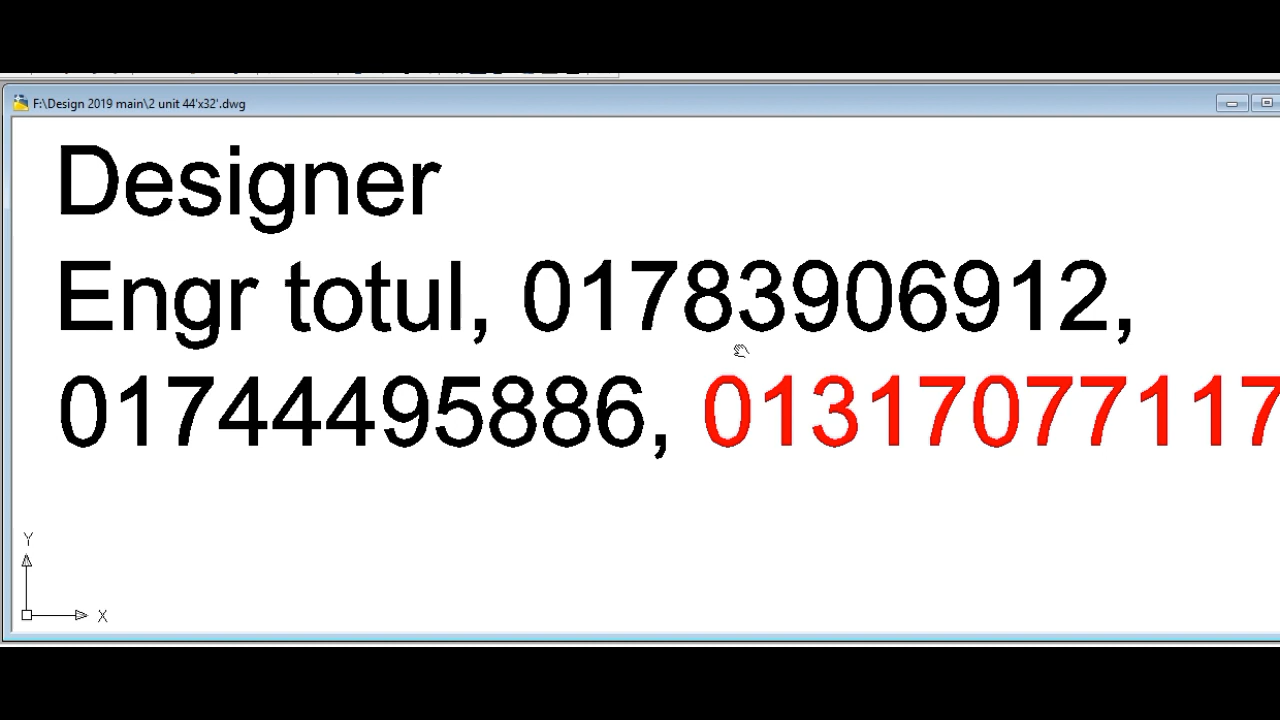 F:\Design 2019 main\2 unit 44'x32'.dwg
Designer
Engr totul, 01783906912,
01744495886, 01317077117
Y
X